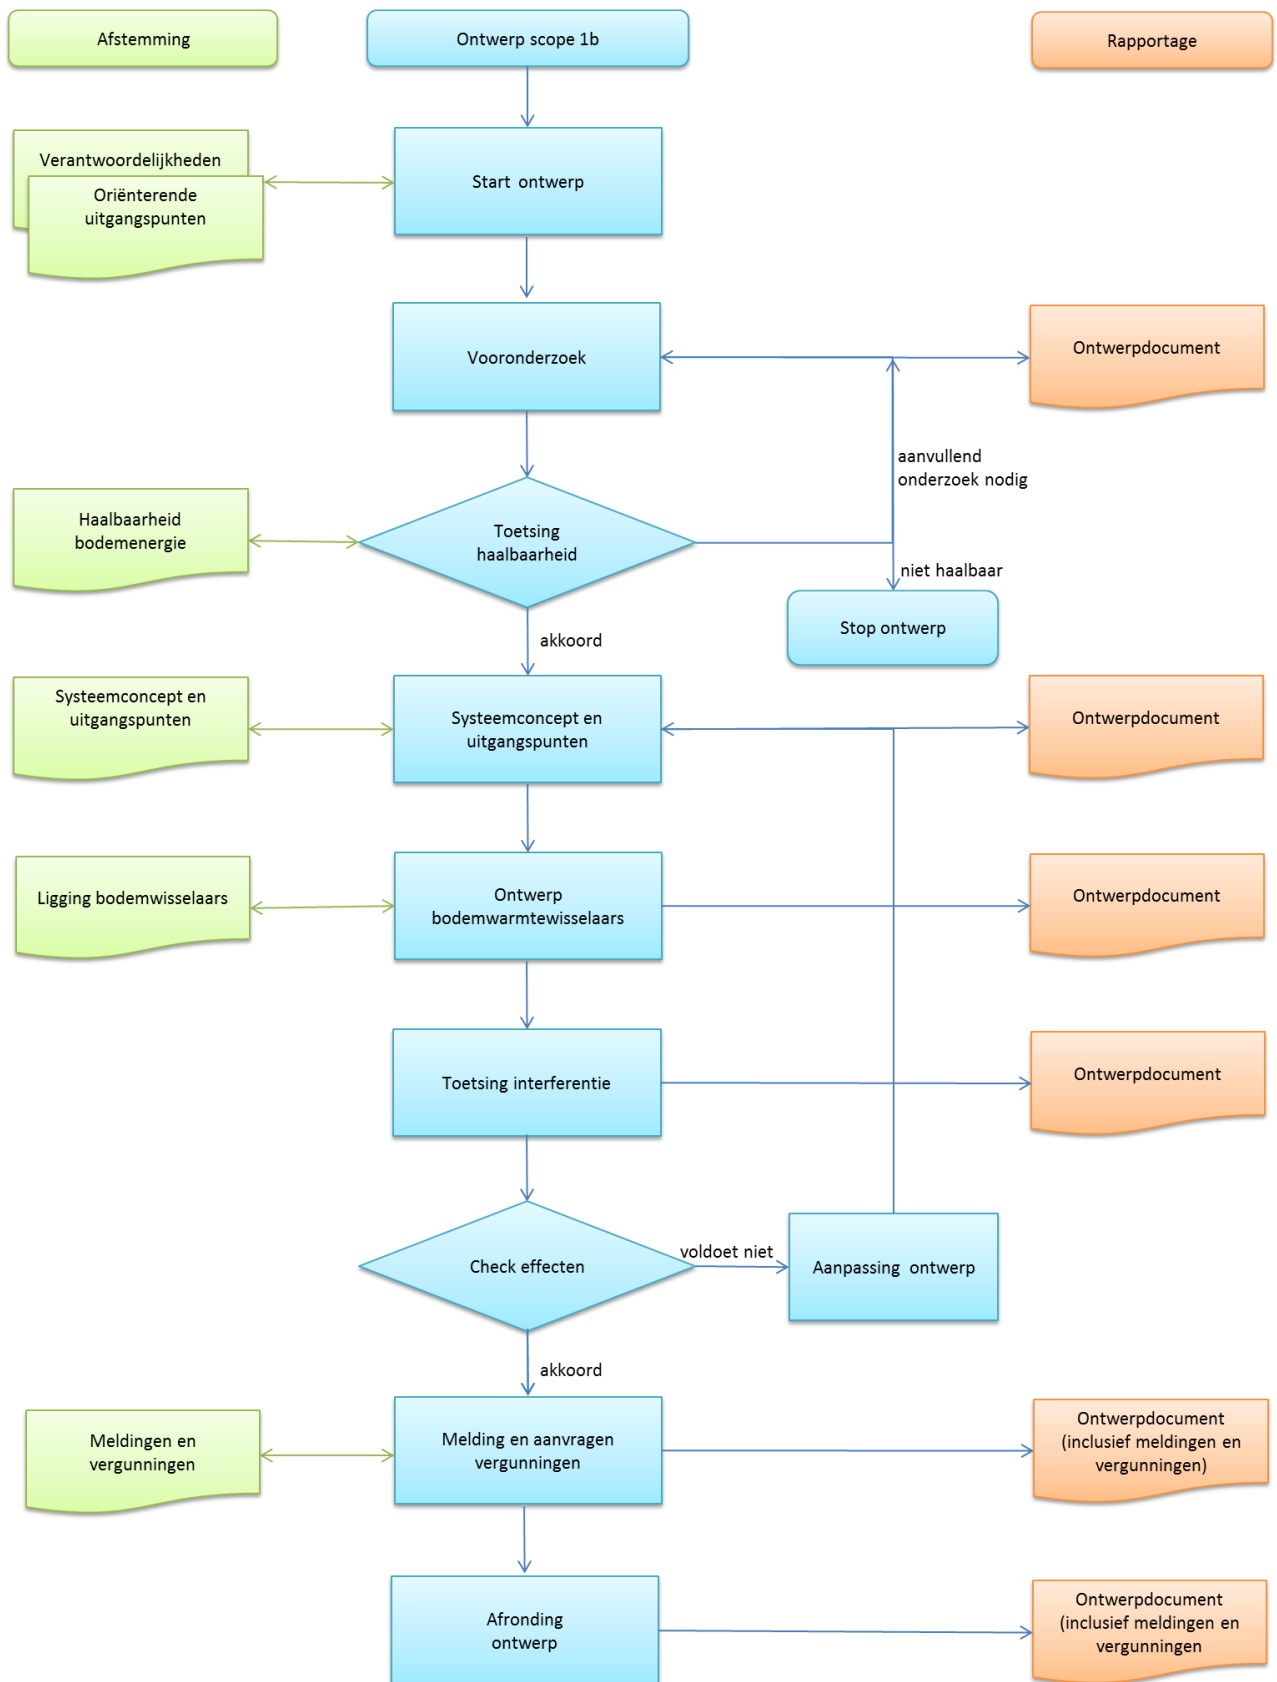 Afstemming
Ontwerp scope 1b
Rapportage
Verantwoordelijkheden
Oriënterende
uitgangspunten
Start ontwerp
Vooronderzoek
Ontwerpdocument
aanvullend
onderzoek nodig
Haalbaarheid
bodemenergie
Toetsing
haalbaarheid
niet haalbaar
Stop ontwerp
akkoord
Systeemconcept en
uitgangspunten
Systeemconcept en
uitgangspunten
Ontwerpdocument
Ligging bodemwisselaars
Ontwerp
bodemwarmtewisselaars
Ontwerpdocument
Toetsing interferentie
Ontwerpdocument
Check effecten
voldoet niet
Aanpassing ontwerp
akkoord
Meldingen en
vergunningen
Melding en aanvragen
vergunningen
Ontwerpdocument
(inclusief meldingen en
vergunningen)
Afronding
ontwerp
Ontwerpdocument
(inclusief meldingen en
vergunningen